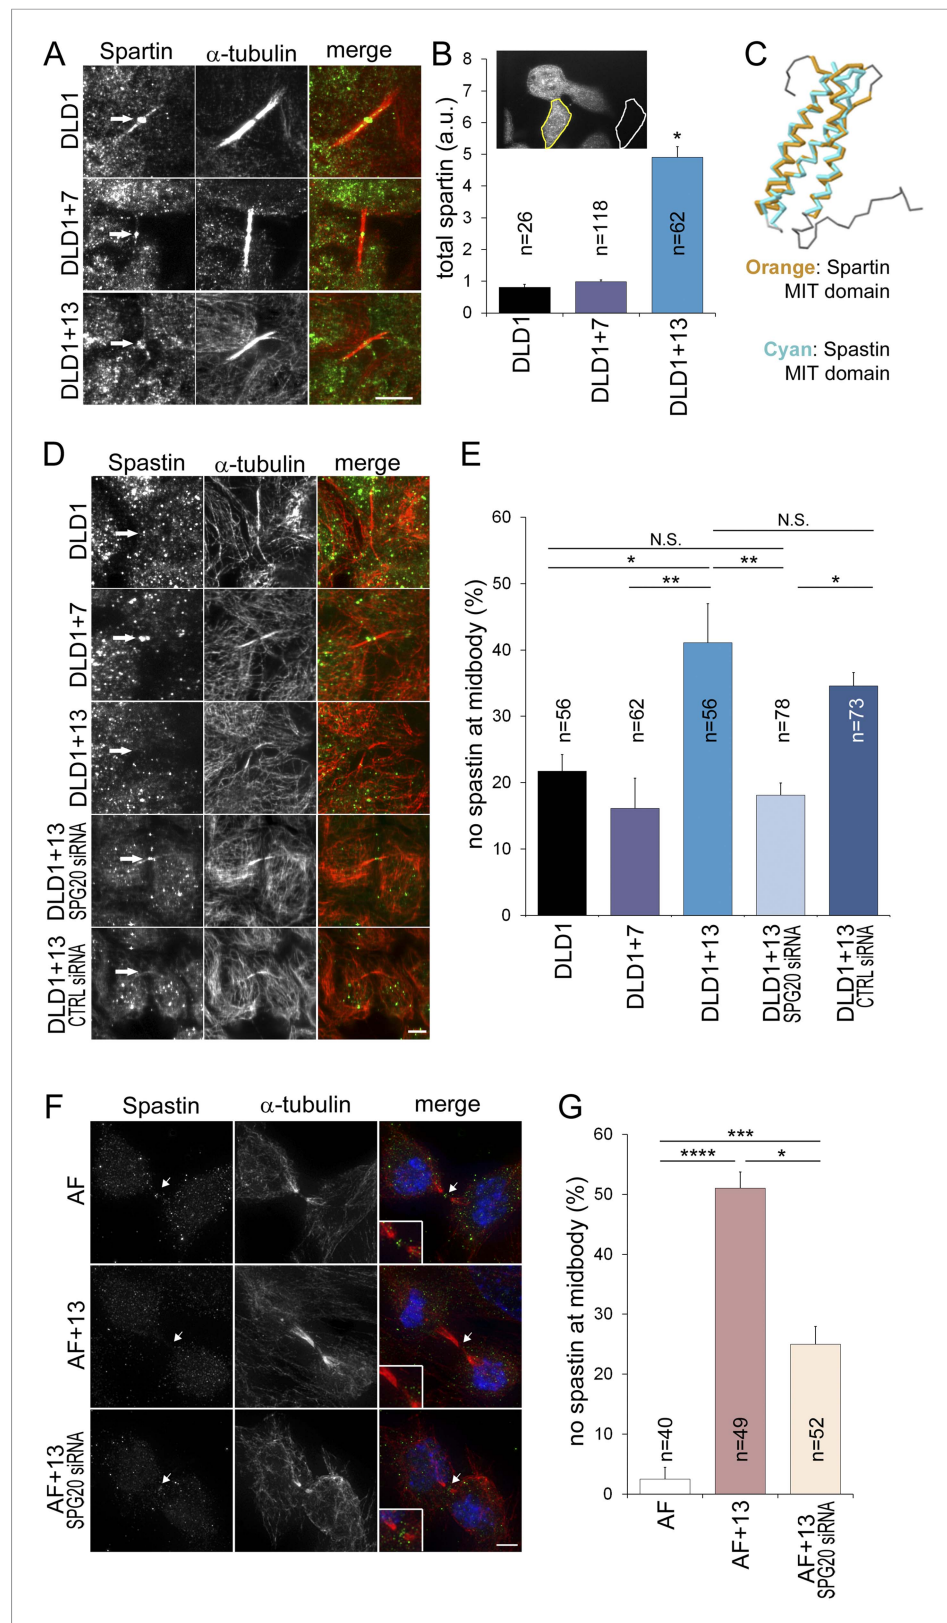 A
Spartin α-tubulin merge
DLD1
DLD1+7
DLD1+13
B
total spartin (a.u.)
8
7
6
5
4
3
2
1
0
*
n=26
n=118
n=62
DLD1
DLD1+7
DLD1+13
C
Orange: Spartin
MIT domain
Cyan: Spastin
MIT domain
D
Spastin α-tubulin merge
DLD1
DLD1+7
DLD1+13
DLD1+13
SPG20 siRNA
DLD1+13
CTRL siRNA
E
no spastin at midbody (%)
60
50
40
30
20
10
0
N.S.
N.S.
* **
** *
n=56
n=62
n=56
n=78
n=73
DLD1
DLD1+7
DLD1+13
DLD1+13
SPG20 siRNA
DLD1+13
CTRL siRNA
F
Spastin α-tubulin merge
AF
AF+13
AF+13
SPG20 siRNA
G
no spastin at midbody (%)
60
50
40
30
20
10
0
***
**** *
n=40
n=49
n=52
AF
AF+13
AF+13
SPG20 siRNA